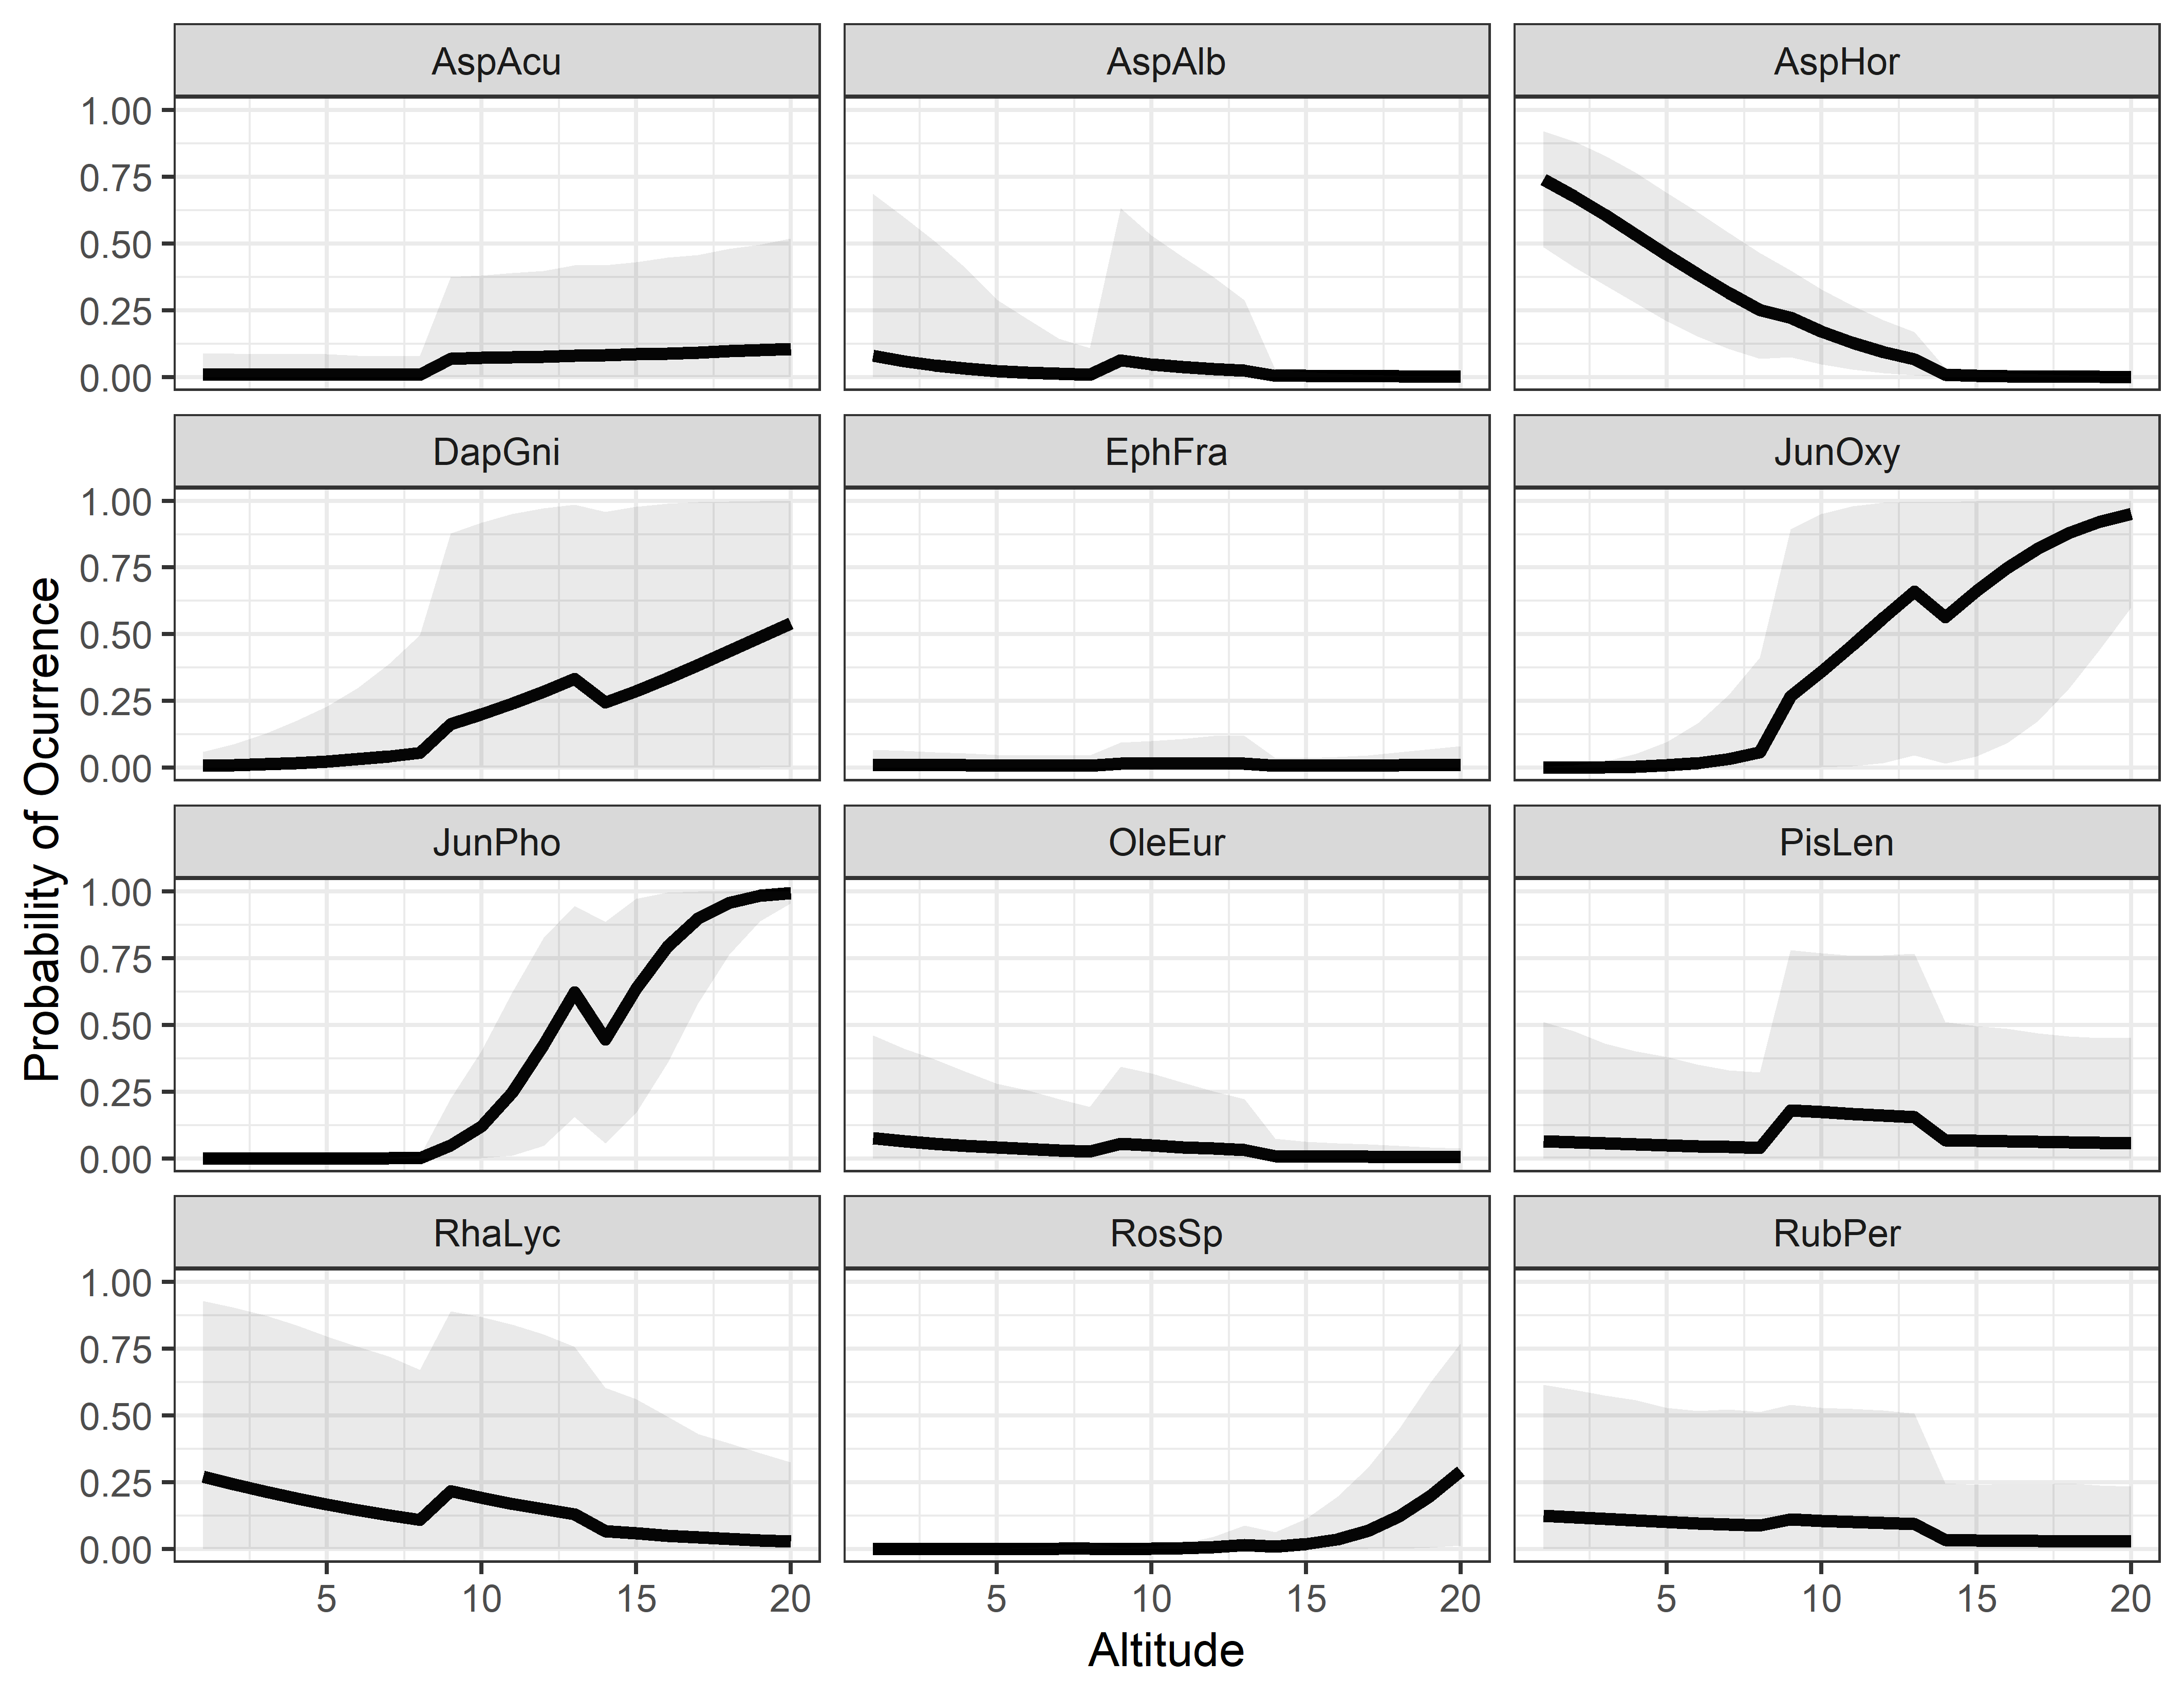 AspAcu AspAlb AspHor
1.00
0.75
0.50
0.25
0.00
DapGni EphFra JunOxy
1.00
0.75
0.50
0.25
0.00
JunPho OleEur PisLen
1.00
0.75
0.50
0.25
0.00
RhaLyc RosSp RubPer
1.00
0.75
0.50
0.25
0.00
5 10 15 20 5 10 15 20 5 10 15 20
Altitude
Probability of Ocurrence